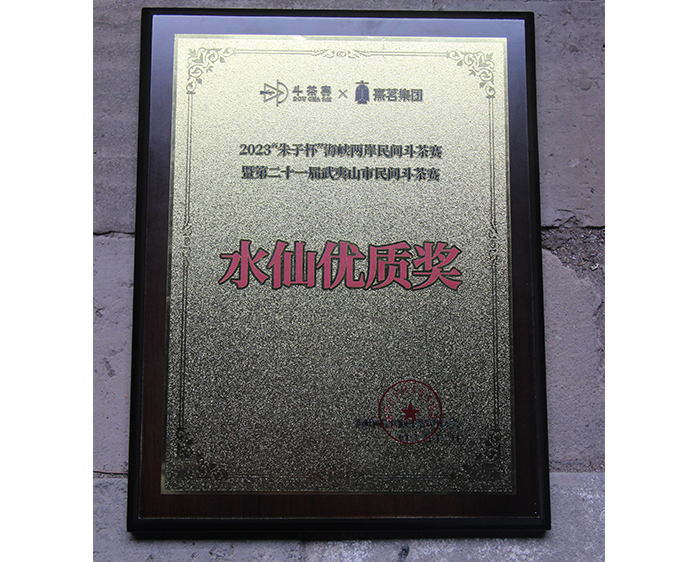 斗茶赛 × 燕茗集团
DOU CHA SAI
2023“朱子杯”海峡两岸民间斗茶赛
暨第二十一届武夷山市民间斗茶赛
水仙优质奖